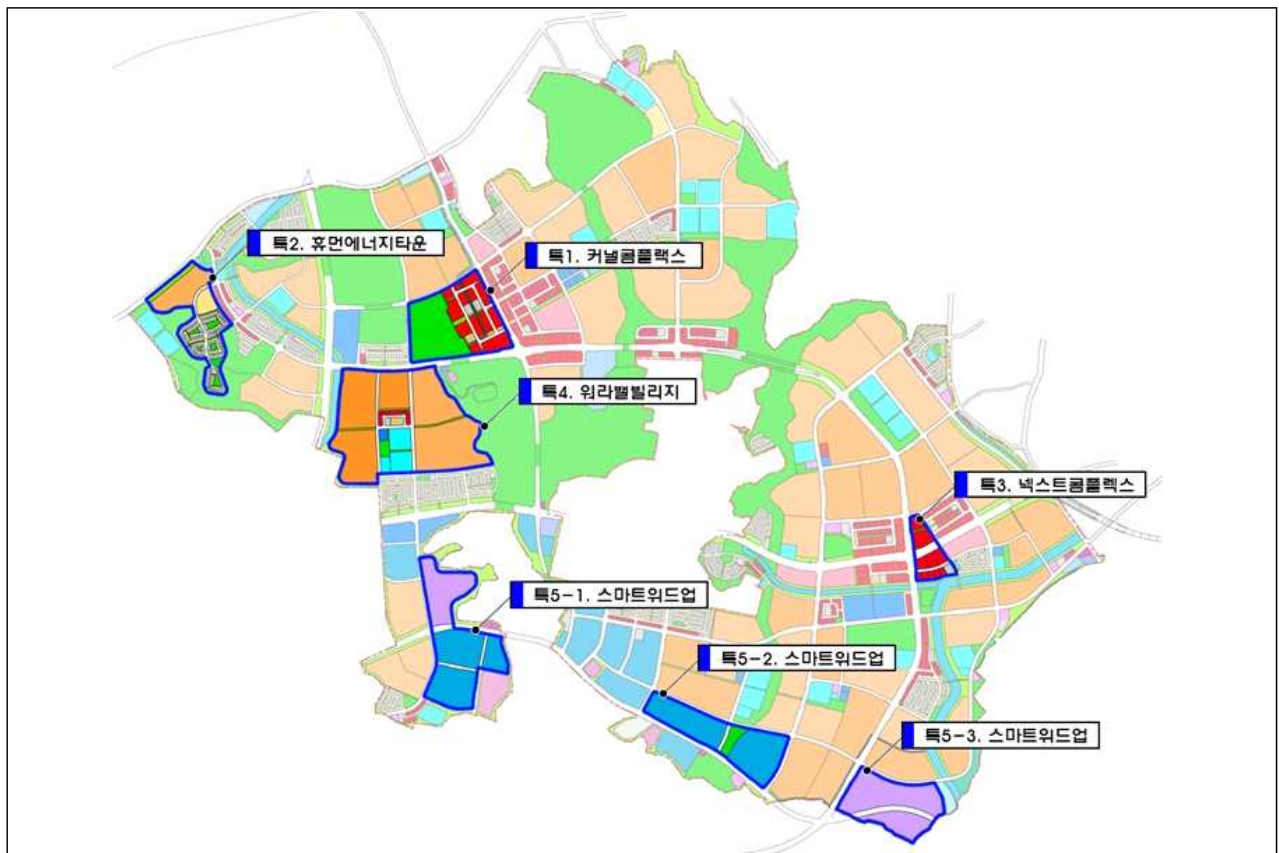 특2. 휴먼에너지타운
특1. 커낼콤플랙스
특4. 워라밸빌리지
특3. 넥스트콤플렉스
특5-1. 스마트위드업
특5-2. 스마트위드업
특5-3. 스마트위드업